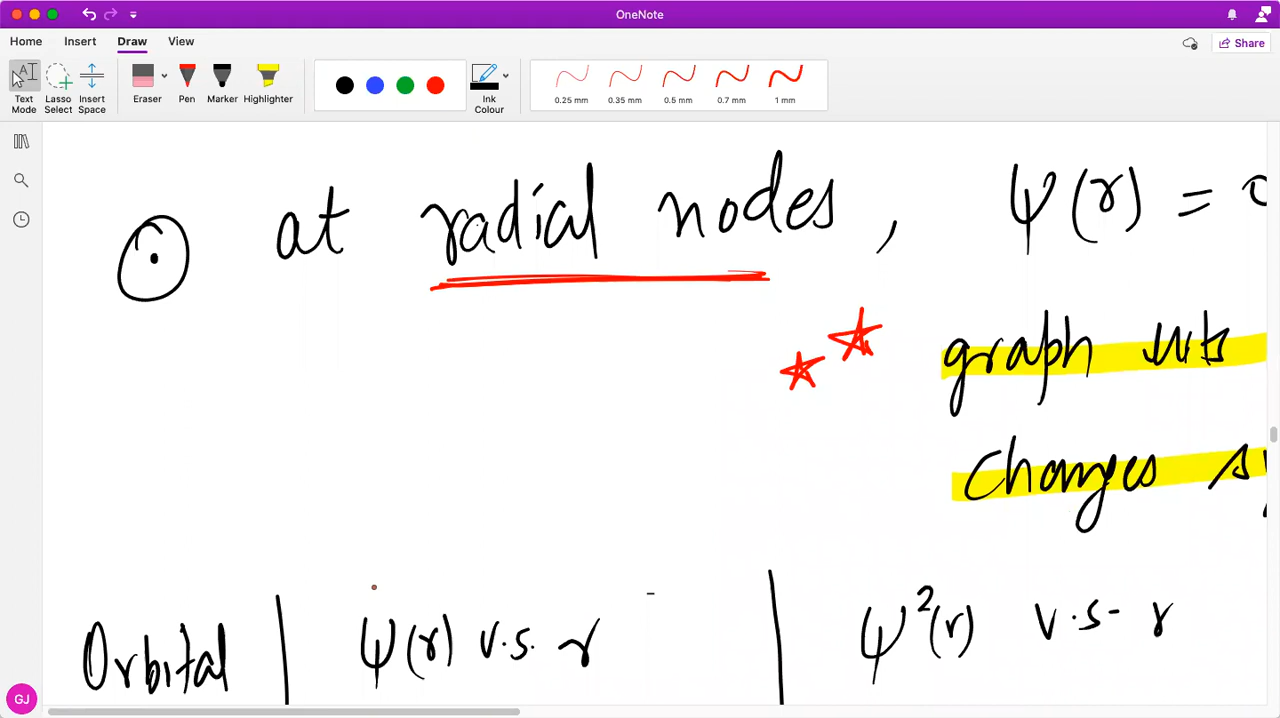 OneNote
Home Insert Draw View
Share
Text Mode
Lasso Select
Insert Space
Eraser
Pen
Marker
Highlighter
Ink Colour
0.25 mm
0.35 mm
0.5 mm
0.7 mm
1 mm
at radial nodes, ψ(r) =
graph
changes
Orbital ψ(r) v.s. r ψ²(r) v.s- r
GJ